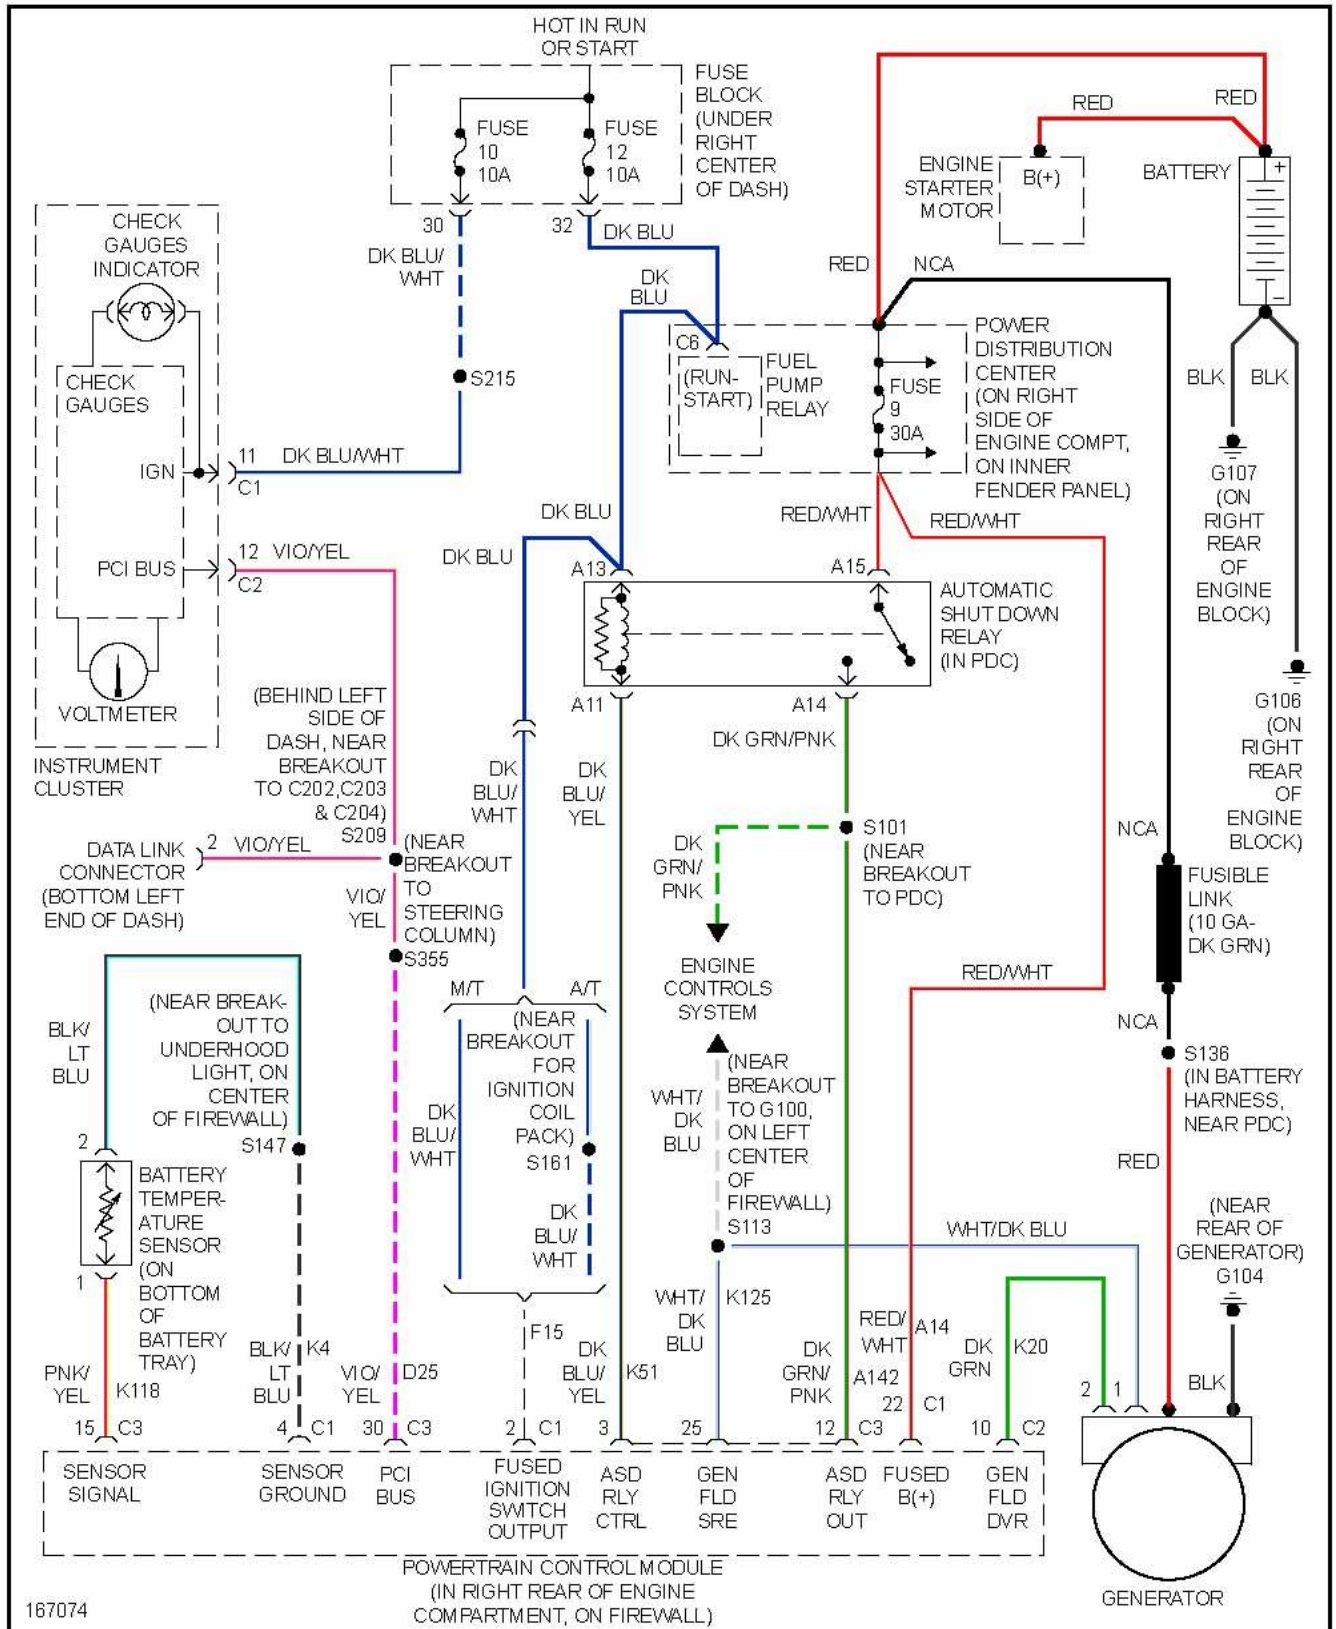 HOT IN RUN
OR START
FUSE
BLOCK
(UNDER
RIGHT
CENTER
OF DASH)
FUSE
10
10A
FUSE
12
10A
30
32
DK BLU/
WHT
DK BLU
DK
BLU
RED
RED
ENGINE
STARTER
MOTOR
B(+)
BATTERY
+
–
CHECK
GAUGES
INDICATOR
CHECK
GAUGES
IGN
11
C1
DK BLU/WHT
S215
PCI BUS
12
C2
VIO/YEL
VOLTMETER
INSTRUMENT
CLUSTER
RED
NCA
C6
(RUN-
START)
FUEL
PUMP
RELAY
FUSE
9
30A
POWER
DISTRIBUTION
CENTER
(ON RIGHT
SIDE OF
ENGINE COMPT,
ON INNER
FENDER PANEL)
BLK
BLK
G107
(ON
RIGHT
REAR
OF
ENGINE
BLOCK)
G106
(ON
RIGHT
REAR
OF
ENGINE
BLOCK)
DK BLU
DK BLU
RED/WHT
RED/WHT
A13
A15
AUTOMATIC
SHUT DOWN
RELAY
(IN PDC)
A11
A14
(BEHIND LEFT
SIDE OF
DASH, NEAR
BREAKOUT
TO C202,C203
& C204)
S209
DK
BLU/
WHT
DK
BLU/
YEL
DK GRN/PNK
DATA LINK
CONNECTOR
(BOTTOM LEFT
END OF DASH)
2
VIO/YEL
(NEAR
BREAKOUT
TO
STEERING
COLUMN)
S355
VIO/
YEL
DK
GRN/
PNK
S101
(NEAR
BREAKOUT
TO PDC)
NCA
FUSIBLE
LINK
(10 GA-
DK GRN)
ENGINE
CONTROLS
SYSTEM
RED/WHT
NCA
S136
(IN BATTERY
HARNESS,
NEAR PDC)
BLK/
LT
BLU
(NEAR BREAK-
OUT TO
UNDERHOOD
LIGHT, ON
CENTER
OF FIREWALL)
S147
M/T
A/T
(NEAR
BREAKOUT
FOR
IGNITION
COIL
PACK)
S161
DK
BLU/
WHT
DK
BLU/
WHT
WHT/
DK
BLU
(NEAR
BREAKOUT
TO G100,
ON LEFT
CENTER
OF
FIREWALL)
S113
RED
2
1
BATTERY
TEMPER-
ATURE
SENSOR
(ON
BOTTOM
OF
BATTERY
TRAY)
WHT/DK BLU
(NEAR
REAR OF
GENERATOR)
G104
PNK/
YEL
K118
BLK/
LT
BLU
K4
VIO/
YEL
D25
F15
DK
BLU/
YEL
K51
WHT/
DK
BLU
K125
DK
GRN/
PNK
A142
RED/
WHT
A14
DK
GRN
K20
2
1
BLK
15
C3
4
C1
30
C3
2
C1
3
25
12
C3
22
C1
10
C2
SENSOR
SIGNAL
SENSOR
GROUND
PCI
BUS
FUSED
IGNITION
SWITCH
OUTPUT
ASD
RLY
CTRL
GEN
FLD
SRE
ASD
RLY
OUT
FUSED
B(+)
GEN
FLD
DVR
POWERTRAIN CONTROL MODULE
(IN RIGHT REAR OF ENGINE
COMPARTMENT, ON FIREWALL)
GENERATOR
167074